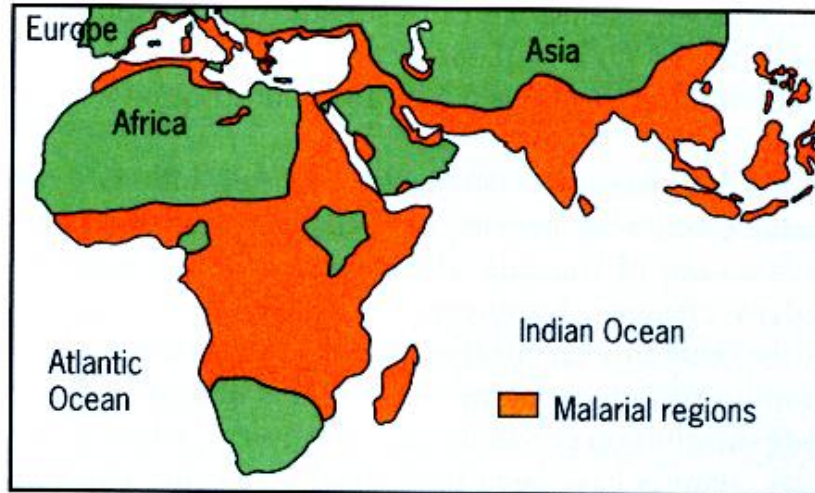 Europe
Asia
Africa
Indian Ocean
Atlantic
Ocean
Malarial regions